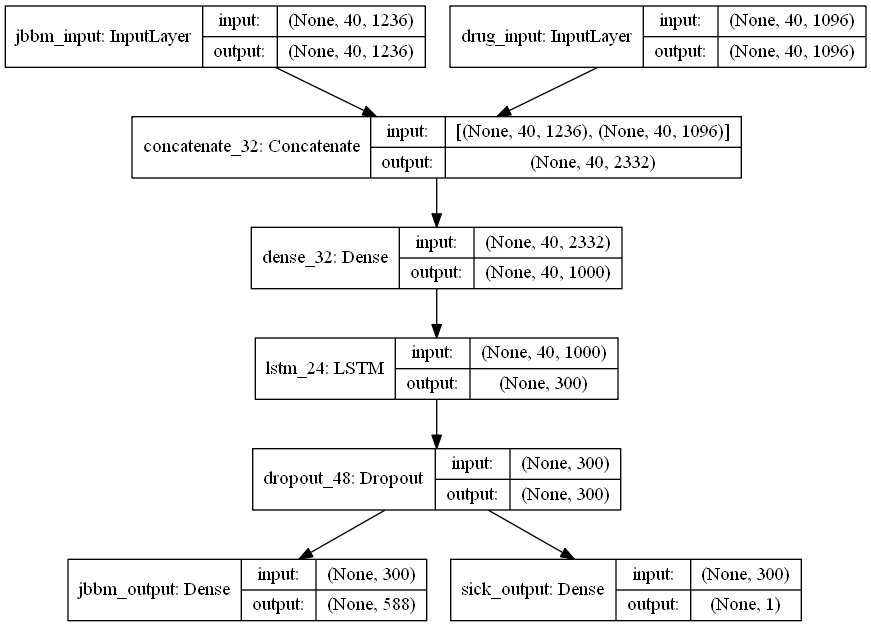 jbbm_input: InputLayer
input: (None, 40, 1236)
output: (None, 40, 1236)
drug_input: InputLayer
input: (None, 40, 1096)
output: (None, 40, 1096)
concatenate_32: Concatenate
input: [(None, 40, 1236), (None, 40, 1096)]
output: (None, 40, 2332)
dense_32: Dense
input: (None, 40, 2332)
output: (None, 40, 1000)
lstm_24: LSTM
input: (None, 40, 1000)
output: (None, 300)
dropout_48: Dropout
input: (None, 300)
output: (None, 300)
jbbm_output: Dense
input: (None, 300)
output: (None, 588)
sick_output: Dense
input: (None, 300)
output: (None, 1)